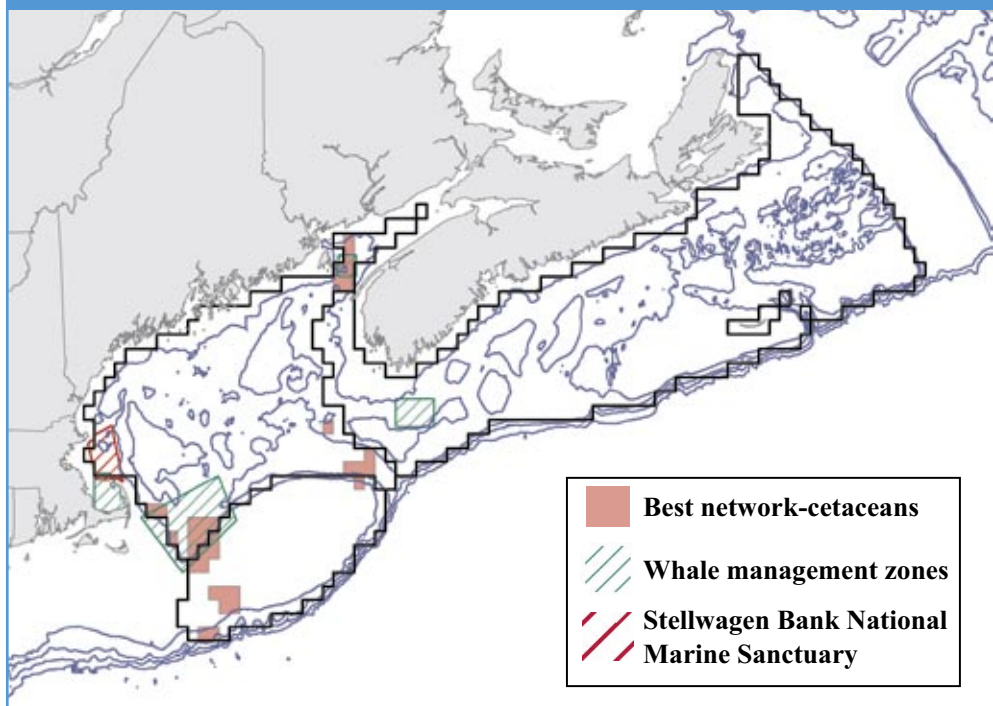 Best network-cetaceans
Whale management zones
Stellwagen Bank National
Marine Sanctuary